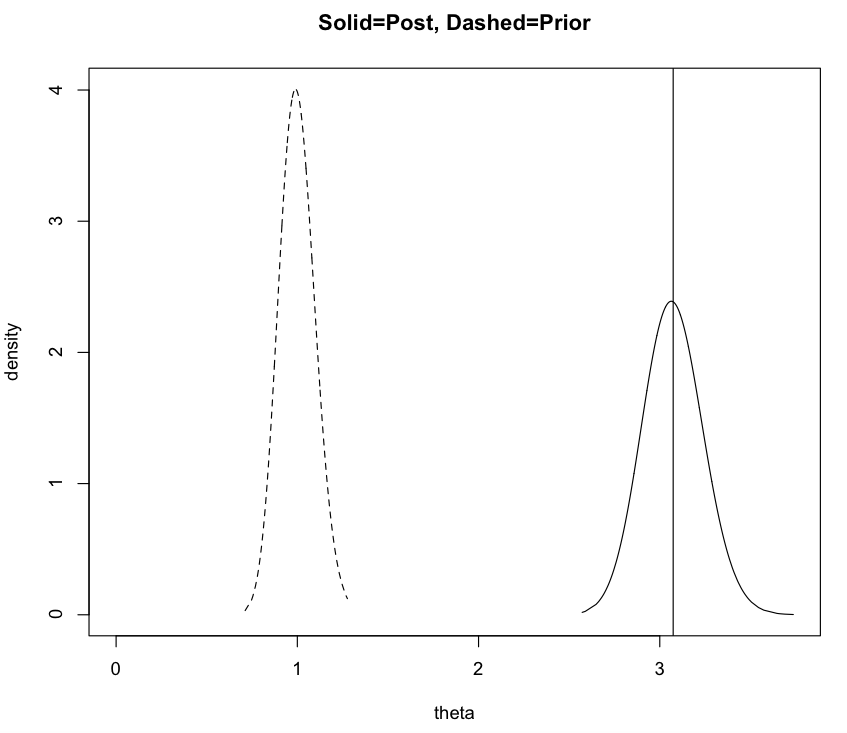 Solid=Post, Dashed=Prior
density
4
3
2
1
0
0 1 2 3
theta